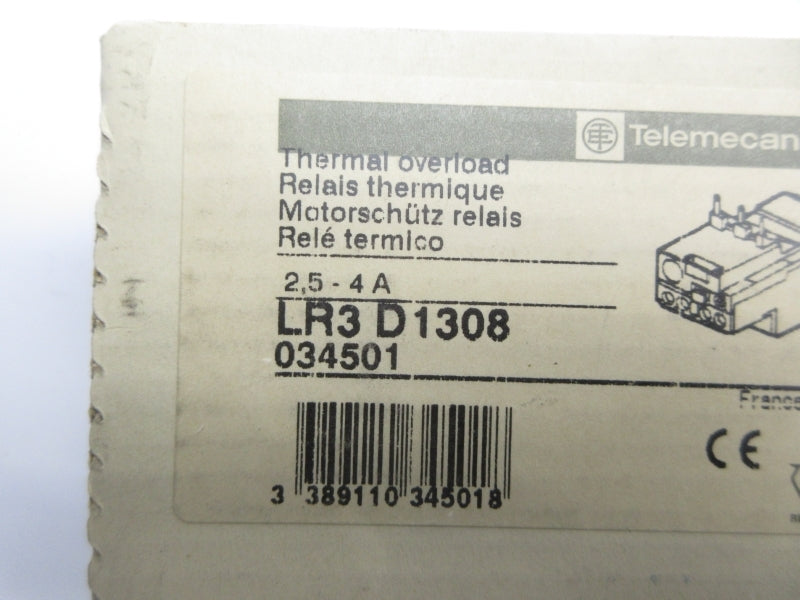 Telemecan
Thermal overload
Relais thermique
Motorschütz relais
Relé termico
2,5 - 4 A
LR3 D1308
034501
France
CE
3 389110 345018